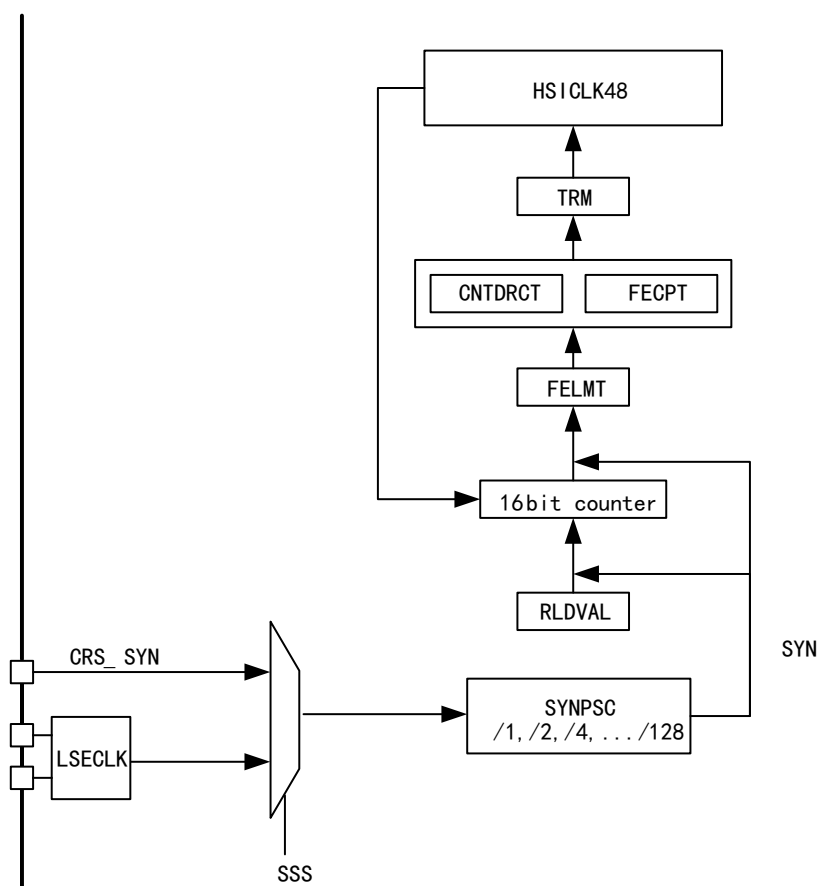 HSICLK48
TRM
CNTDRCT
FECPT
FELMT
16bit counter
RLDVAL
SYN
CRS_ SYN
SYNPSC
/1, /2, /4, ... /128
LSECLK
SSS